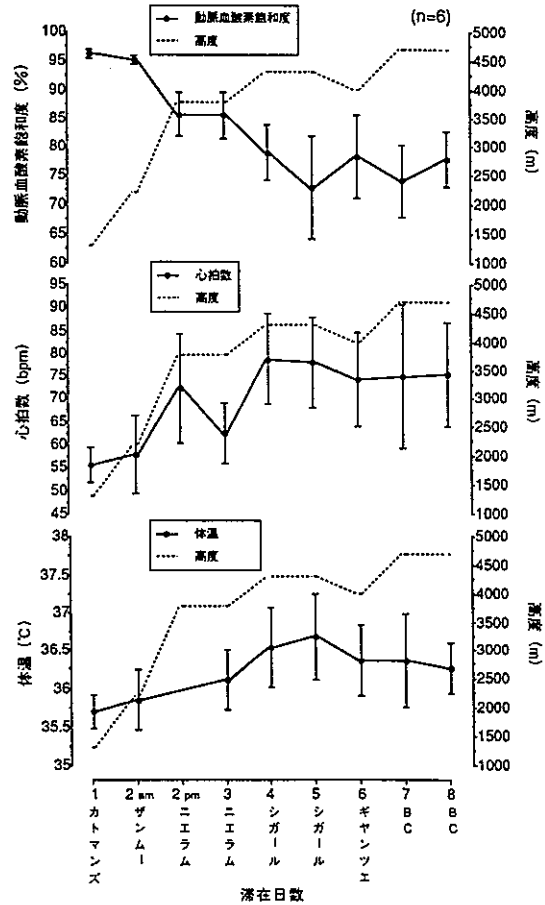 動脈血酸素飽和度
高度
(n=6)
動脈血酸素飽和度 (%)
100
95
90
85
80
75
70
65
60
5000
4500
4000
3500
3000
2500
2000
1500
1000
高度 (m)
心拍数
高度
心拍数 (bpm)
95
90
85
80
75
70
65
60
55
50
45
5000
4500
4000
3500
3000
2500
2000
1500
1000
高度 (m)
体温
高度
体温 (℃)
38
37.5
37
36.5
36
35.5
35
5000
4500
4000
3500
3000
2500
2000
1500
1000
高度 (m)
1 カトマンズ
2 am ザンムー
2 pm ニエラム
3 ニエラム
4 シガール
5 シガール
6 ギャンツェ
7 BC
8 BC
滞在日数